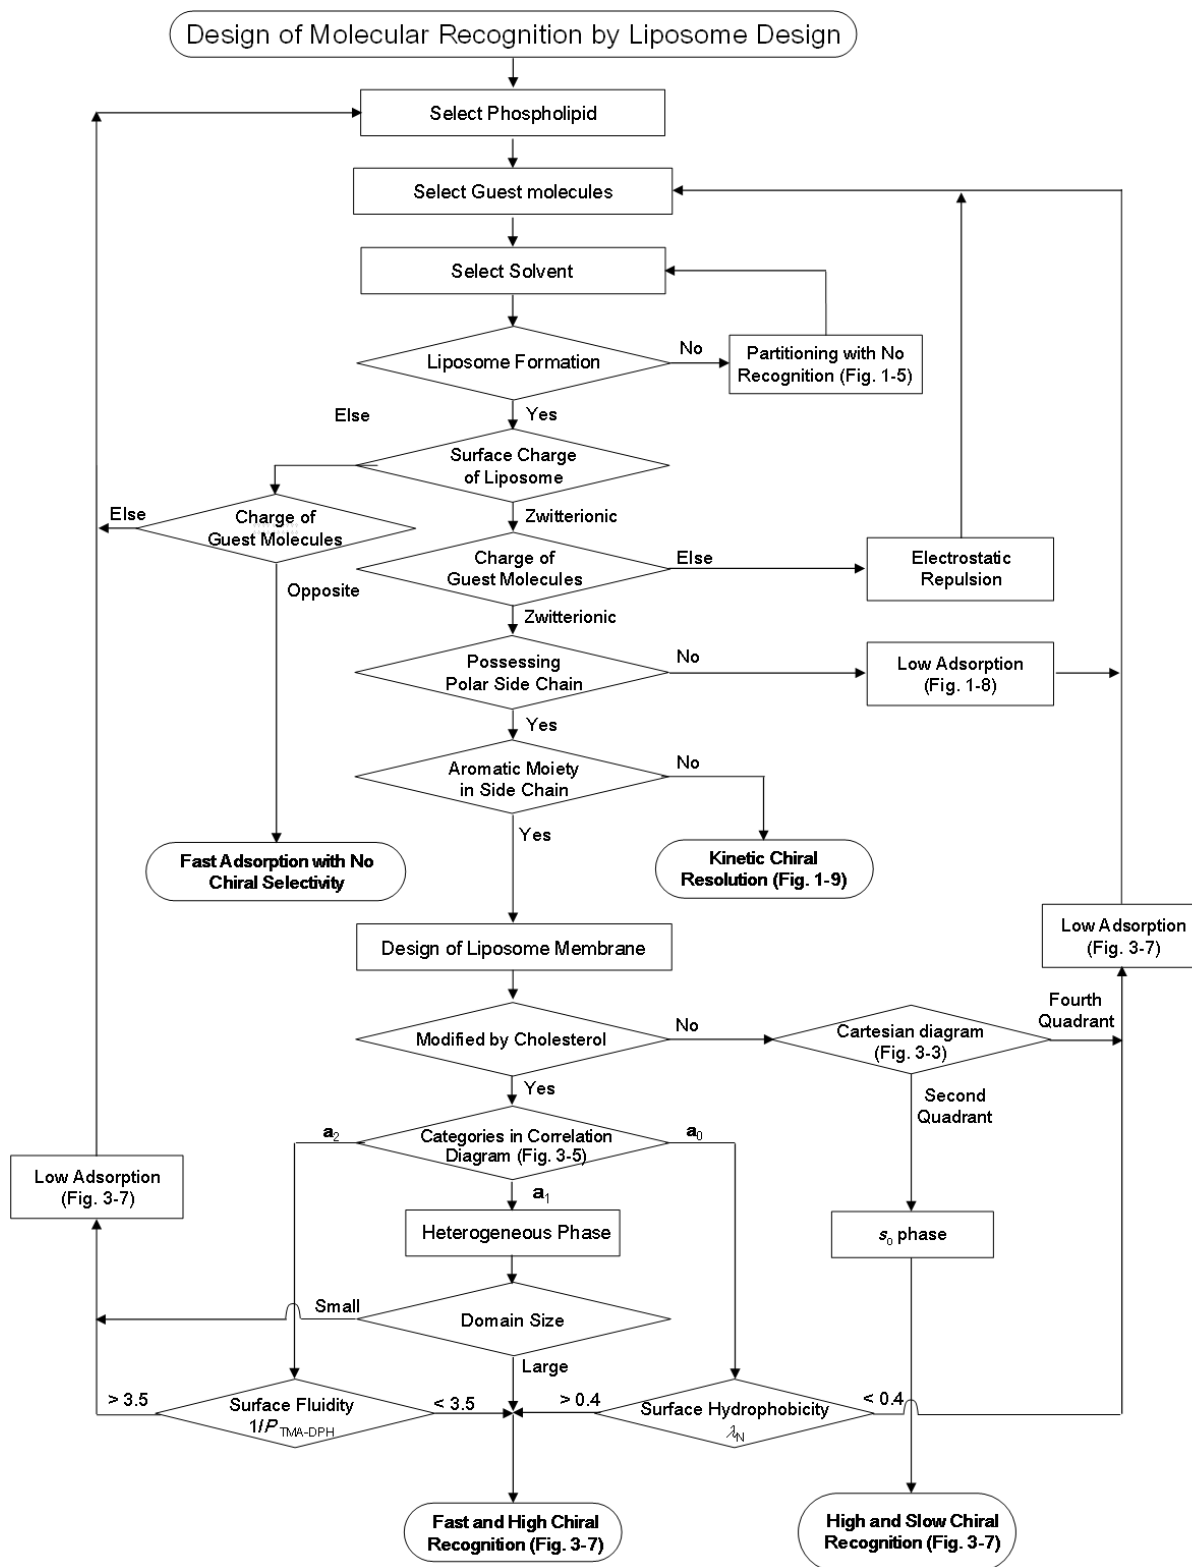 Design of Molecular Recognition by Liposome Design
Select Phospholipid
Select Guest molecules
Select Solvent
Liposome Formation
No
Partitioning with No
Recognition (Fig. 1-5)
Else
Yes
Surface Charge
of Liposome
Else
Charge of
Guest Molecules
Zwitterionic
Charge of
Guest Molecules
Else
Electrostatic
Repulsion
Opposite
Zwitterionic
Possessing
Polar Side Chain
No
Low Adsorption
(Fig. 1-8)
Yes
Aromatic Moiety
in Side Chain
No
Yes
Fast Adsorption with No
Chiral Selectivity
Kinetic Chiral
Resolution (Fig. 1-9)
Design of Liposome Membrane
Low Adsorption
(Fig. 3-7)
Modified by Cholesterol
No
Cartesian diagram
(Fig. 3-3)
Fourth
Quadrant
Yes
Second
Quadrant
a2
Categories in Correlation
Diagram (Fig. 3-5)
a0
Low Adsorption
(Fig. 3-7)
a1
Heterogeneous Phase
s0 phase
Small
Domain Size
Large
> 3.5
Surface Fluidity
1/P TMA-DPH
< 3.5
> 0.4
Surface Hydrophobicity
λN
< 0.4
Fast and High Chiral
Recognition (Fig. 3-7)
High and Slow Chiral
Recognition (Fig. 3-7)